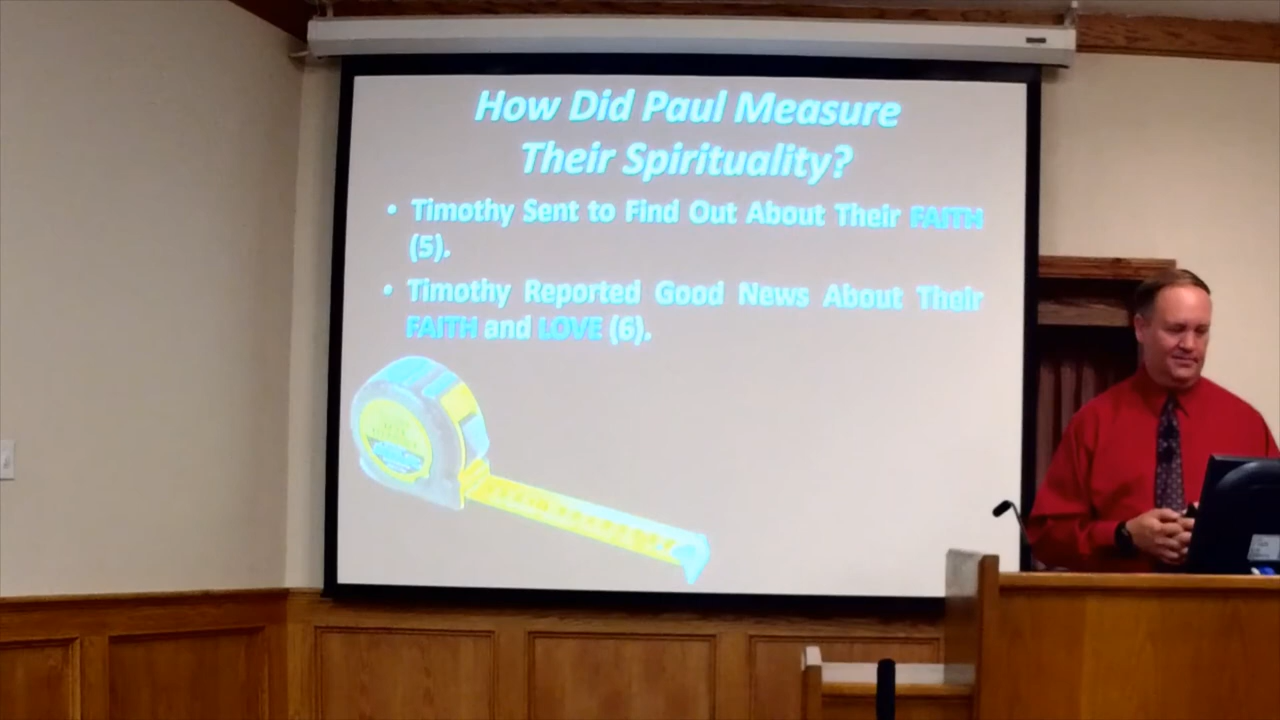 How Did Paul Measure
Their Spirituality?
• Timothy Sent to Find Out About Their FAITH
(5).
• Timothy Reported Good News About Their
FAITH and LOVE (6).